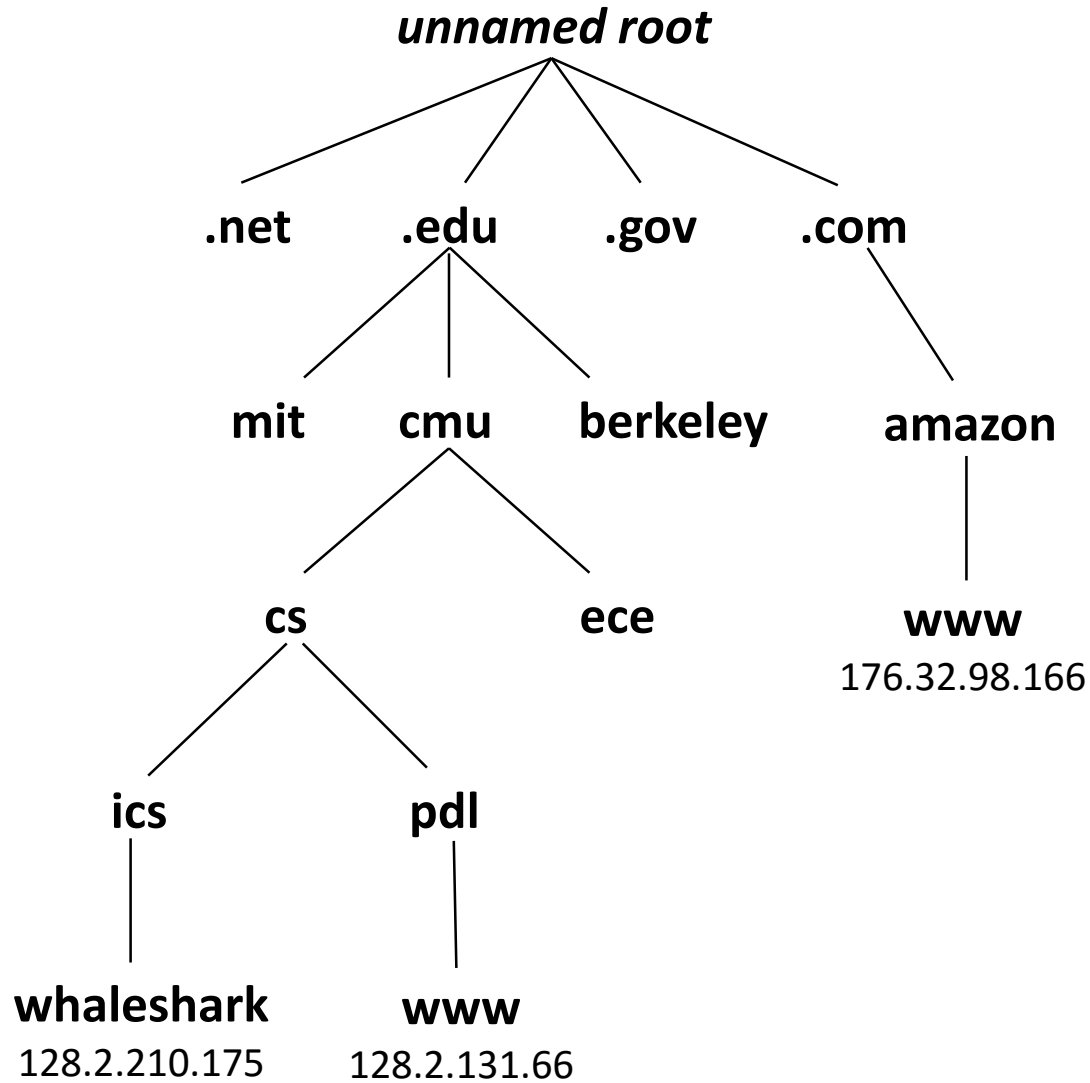 unnamed root
.net .edu .gov .com
mit cmu berkeley amazon
cs ece www
176.32.98.166
ics pdl
whaleshark www
128.2.210.175 128.2.131.66